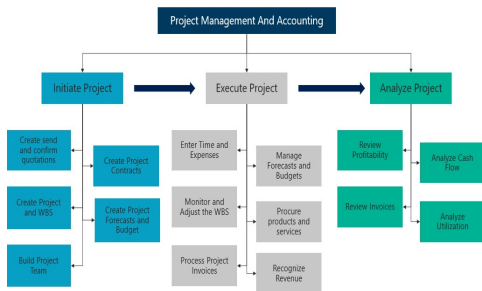 Project Management And Accounting
Initiate Project
Execute Project
Analyze Project
Create send
and confirm
quotations
Create Project
Contracts
Create Project
and WBS
Create Project
Forecasts and
Budget
Build Project
Team
Enter Time and
Expenses
Manage
Forecasts and
Budgets
Monitor and
Adjust the WBS
Procure
products and
services
Process Project
Invoices
Recognize
Revenue
Review
Profitability
Analyze Cash
Flow
Review Invoices
Analyze
Utilization